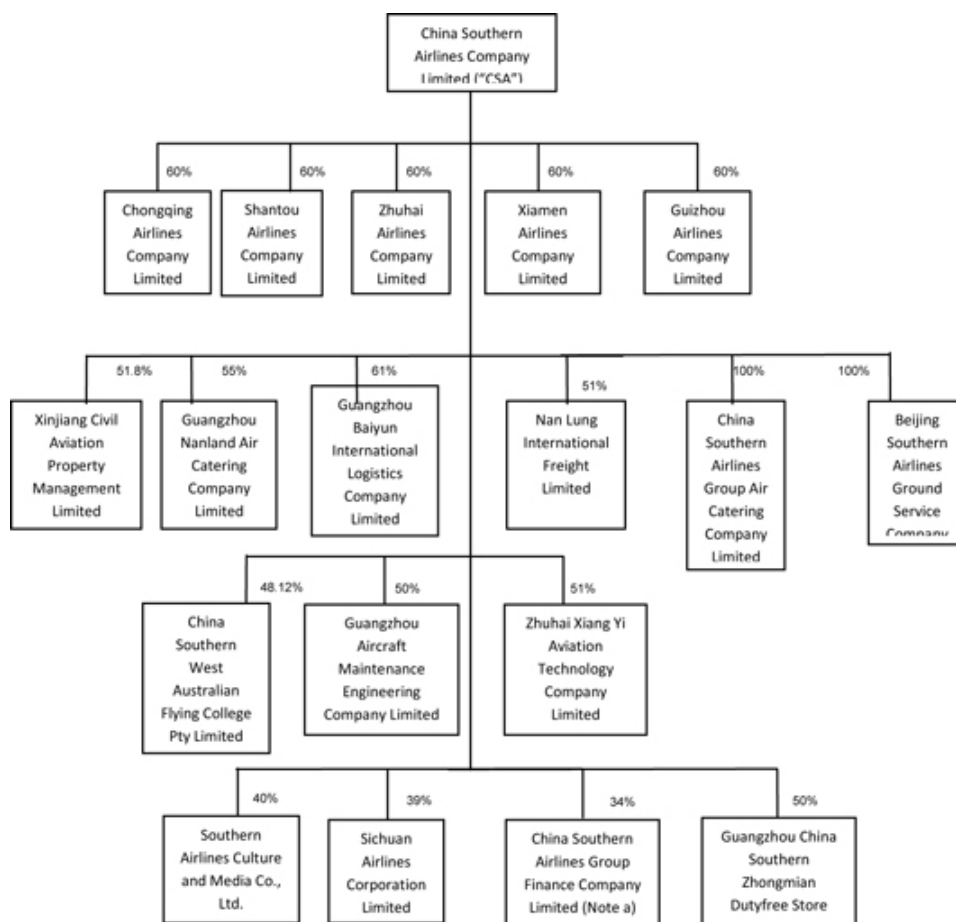 China Southern
Airlines Company
Limited ("CSA")
60%
60%
60%
60%
60%
Chongqing
Airlines
Company
Limited
Shantou
Airlines
Company
Limited
Zhuhai
Airlines
Company
Limited
Xiamen
Airlines
Company
Limited
Guizhou
Airlines
Company
Limited
51.8%
55%
61%
51%
100%
100%
Xinjiang Civil
Aviation
Property
Management
Limited
Guangzhou
Nanland Air
Catering
Company
Limited
Guangzhou
Baiyun
International
Logistics
Company
Limited
Nan Lung
International
Freight
Limited
China
Southern
Airlines
Group Air
Catering
Company
Limited
Beijing
Southern
Airlines
Ground
Service
Company
48.12%
50%
51%
China
Southern
West
Australian
Flying College
Pty Limited
Guangzhou
Aircraft
Maintenance
Engineering
Company Limited
Zhuhai Xiang Yi
Aviation
Technology
Company
Limited
40%
39%
34%
50%
Southern
Airlines Culture
and Media Co.,
Ltd.
Sichuan
Airlines
Corporation
Limited
China Southern
Airlines Group
Finance Company
Limited (Note a)
Guangzhou China
Southern
Zhongmian
Dutyfree Store